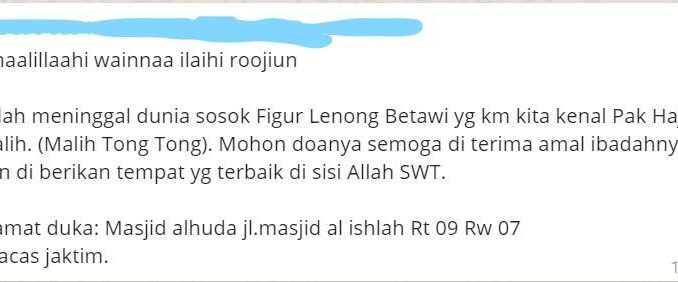 aalillaahi wainnaa ilaihi roojiun
lah meninggal dunia sosok Figur Lenong Betawi yg km kita kenal Pak Ha
alih. (Malih Tong Tong). Mohon doanya semoga di terima amal ibadahny
n di berikan tempat yg terbaik di sisi Allah SWT.
amat duka: Masjid alhuda jl.masjid al ishlah Rt 09 Rw 07
acas jaktim.